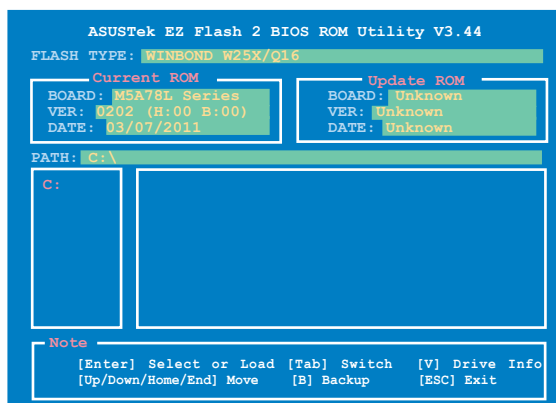 ASUSTek EZ Flash 2 BIOS ROM Utility V3.44
FLASH TYPE: WINBOND W25X/Q16
Current ROM
BOARD: M5A78L Series
VER: 0202 (H:00 B:00)
DATE: 03/07/2011
Update ROM
BOARD: Unknown
VER: Unknown
DATE: Unknown
PATH: C:\
C:
Note
[Enter] Select or Load [Tab] Switch [V] Drive Info
[Up/Down/Home/End] Move [B] Backup [ESC] Exit